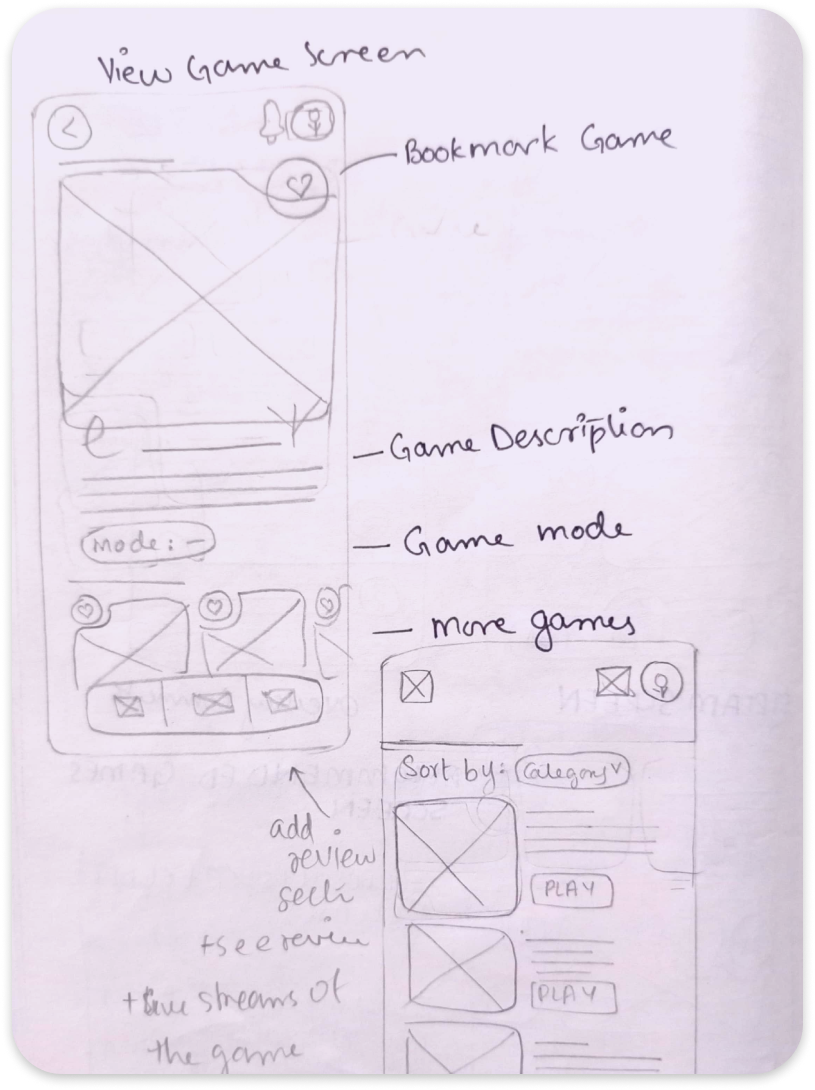 View Game Screen
Bookmark Game
Game Description
Mode: -
Game mode
More games
Sort by: Category
PLAY
PLAY
add
review
secti
+see review
+live streams of
the game